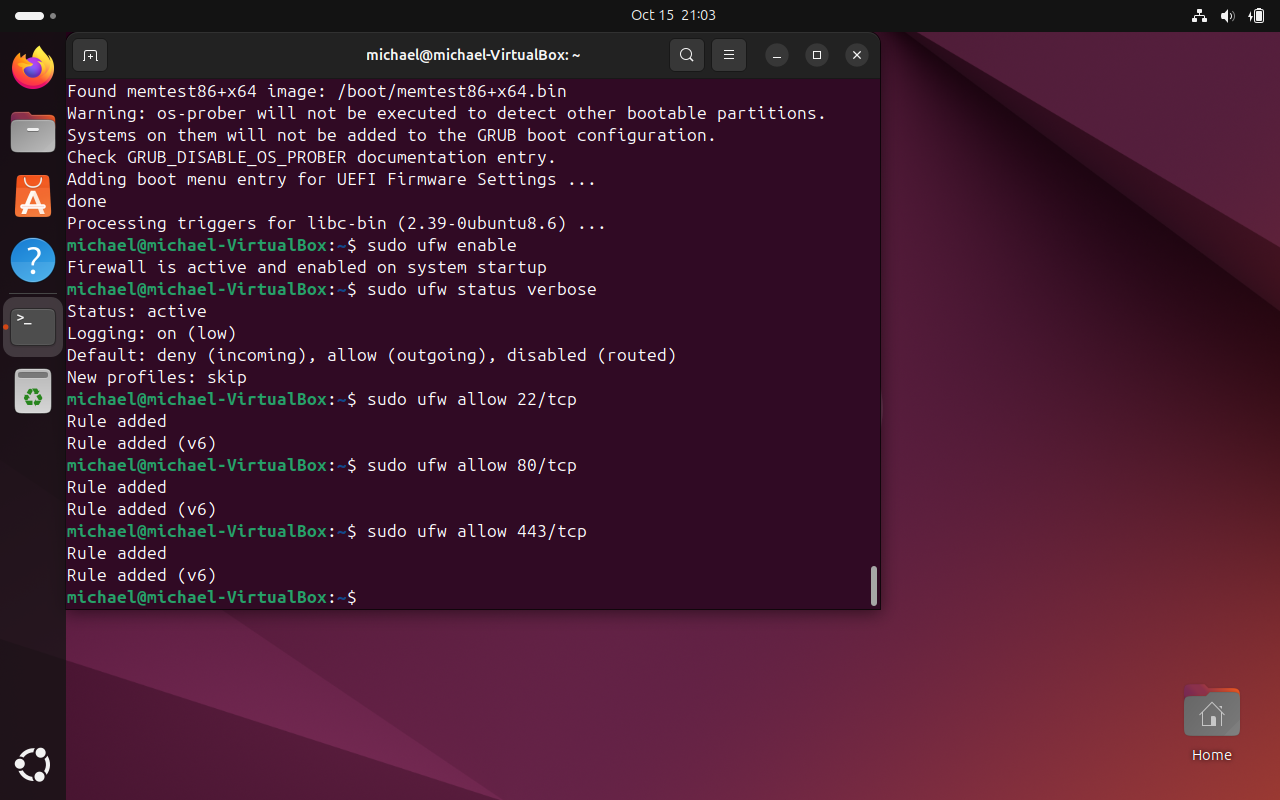 Oct 15 21:03
michael@michael-VirtualBox: ~
Found memtest86+x64 image: /boot/memtest86+x64.bin
Warning: os-prober will not be executed to detect other bootable partitions.
Systems on them will not be added to the GRUB boot configuration.
Check GRUB_DISABLE_OS_PROBER documentation entry.
Adding boot menu entry for UEFI Firmware Settings ...
done
Processing triggers for libc-bin (2.39-0ubuntu8.6) ...
michael@michael-VirtualBox:~$ sudo ufw enable
Firewall is active and enabled on system startup
michael@michael-VirtualBox:~$ sudo ufw status verbose
Status: active
Logging: on (low)
Default: deny (incoming), allow (outgoing), disabled (routed)
New profiles: skip
michael@michael-VirtualBox:~$ sudo ufw allow 22/tcp
Rule added
Rule added (v6)
michael@michael-VirtualBox:~$ sudo ufw allow 80/tcp
Rule added
Rule added (v6)
michael@michael-VirtualBox:~$ sudo ufw allow 443/tcp
Rule added
Rule added (v6)
michael@michael-VirtualBox:~$
Home